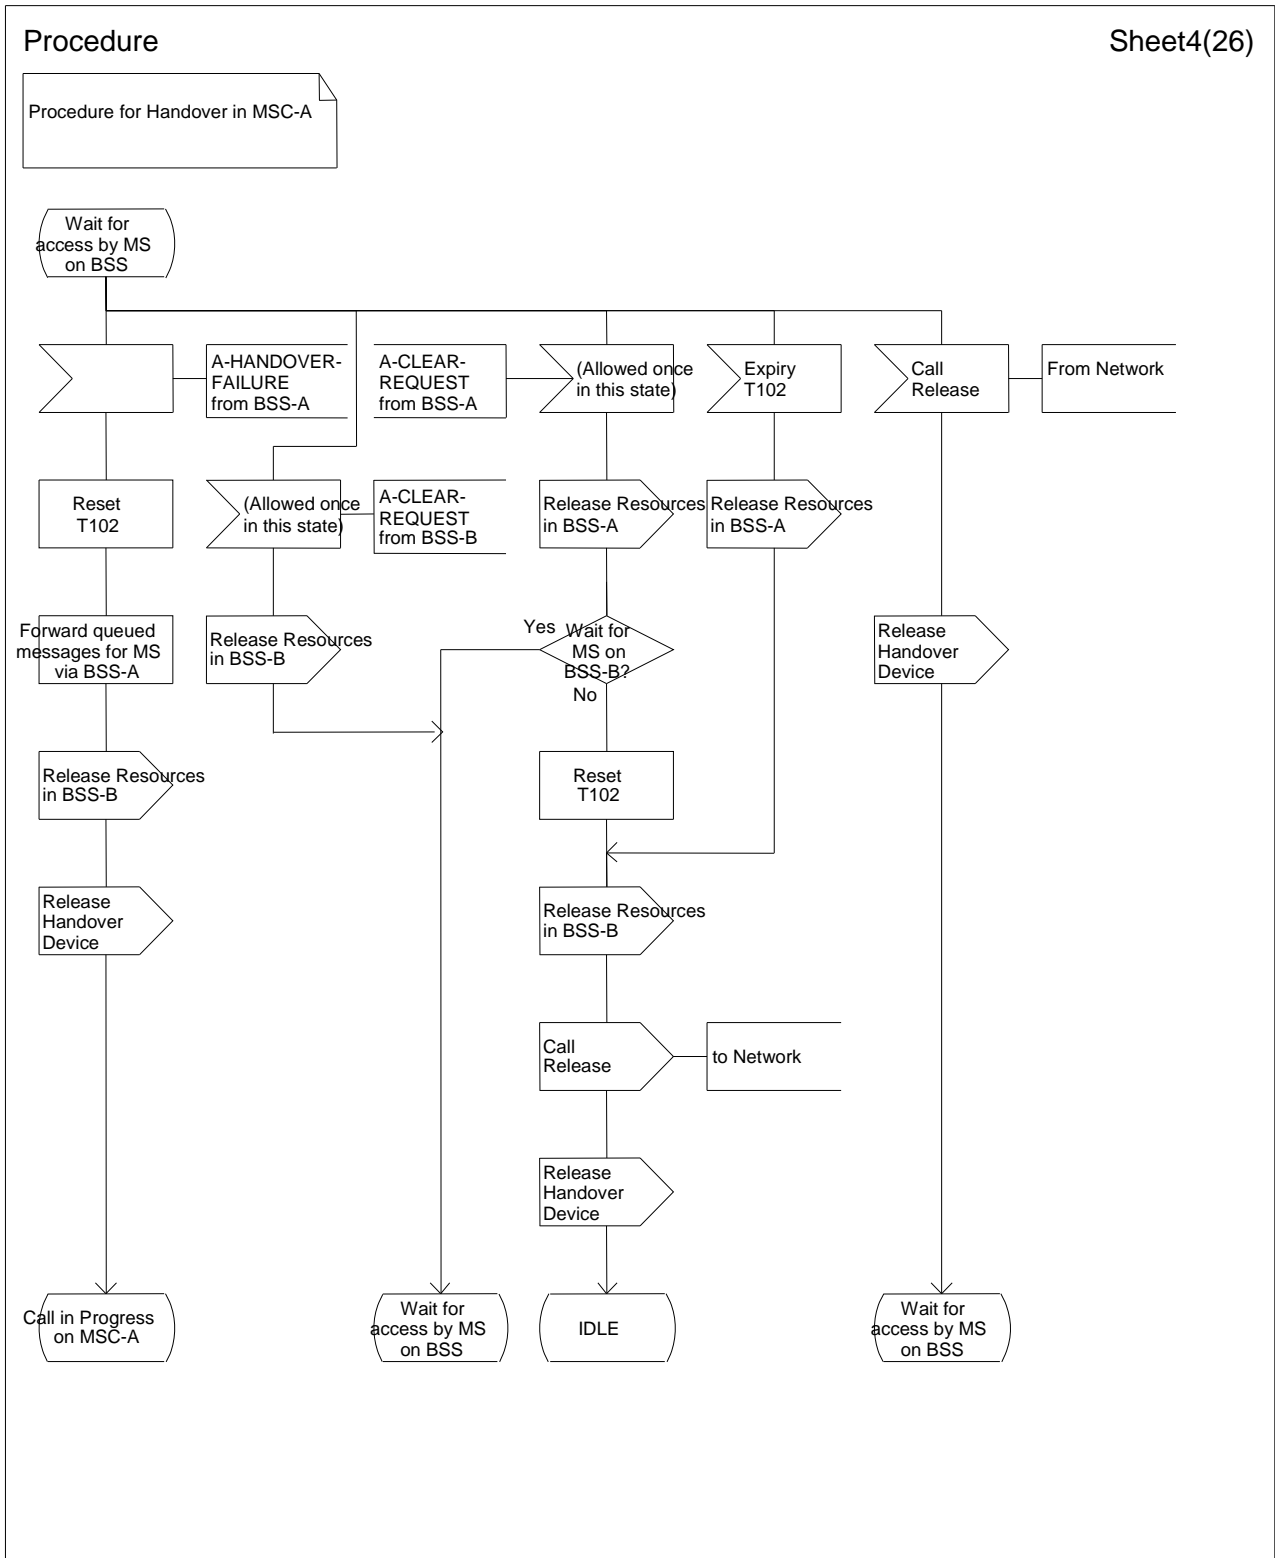 Procedure
Sheet4(26)
Procedure for Handover in MSC-A
Wait for
access by MS
on BSS
A-HANDOVER-
FAILURE
from BSS-A
A-CLEAR-
REQUEST
from BSS-A
(Allowed once
in this state)
Expiry
T102
Call
Release
From Network
Reset
T102
(Allowed once
in this state)
A-CLEAR-
REQUEST
from BSS-B
Release Resources
in BSS-A
Release Resources
in BSS-A
Forward queued
messages for MS
via BSS-A
Release Resources
in BSS-B
Yes
Wait for
MS on
BSS-B?
No
Release
Handover
Device
Release Resources
in BSS-B
Reset
T102
Release
Handover
Device
Release Resources
in BSS-B
Call
Release
to Network
Release
Handover
Device
Call in Progress
on MSC-A
Wait for
access by MS
on BSS
IDLE
Wait for
access by MS
on BSS